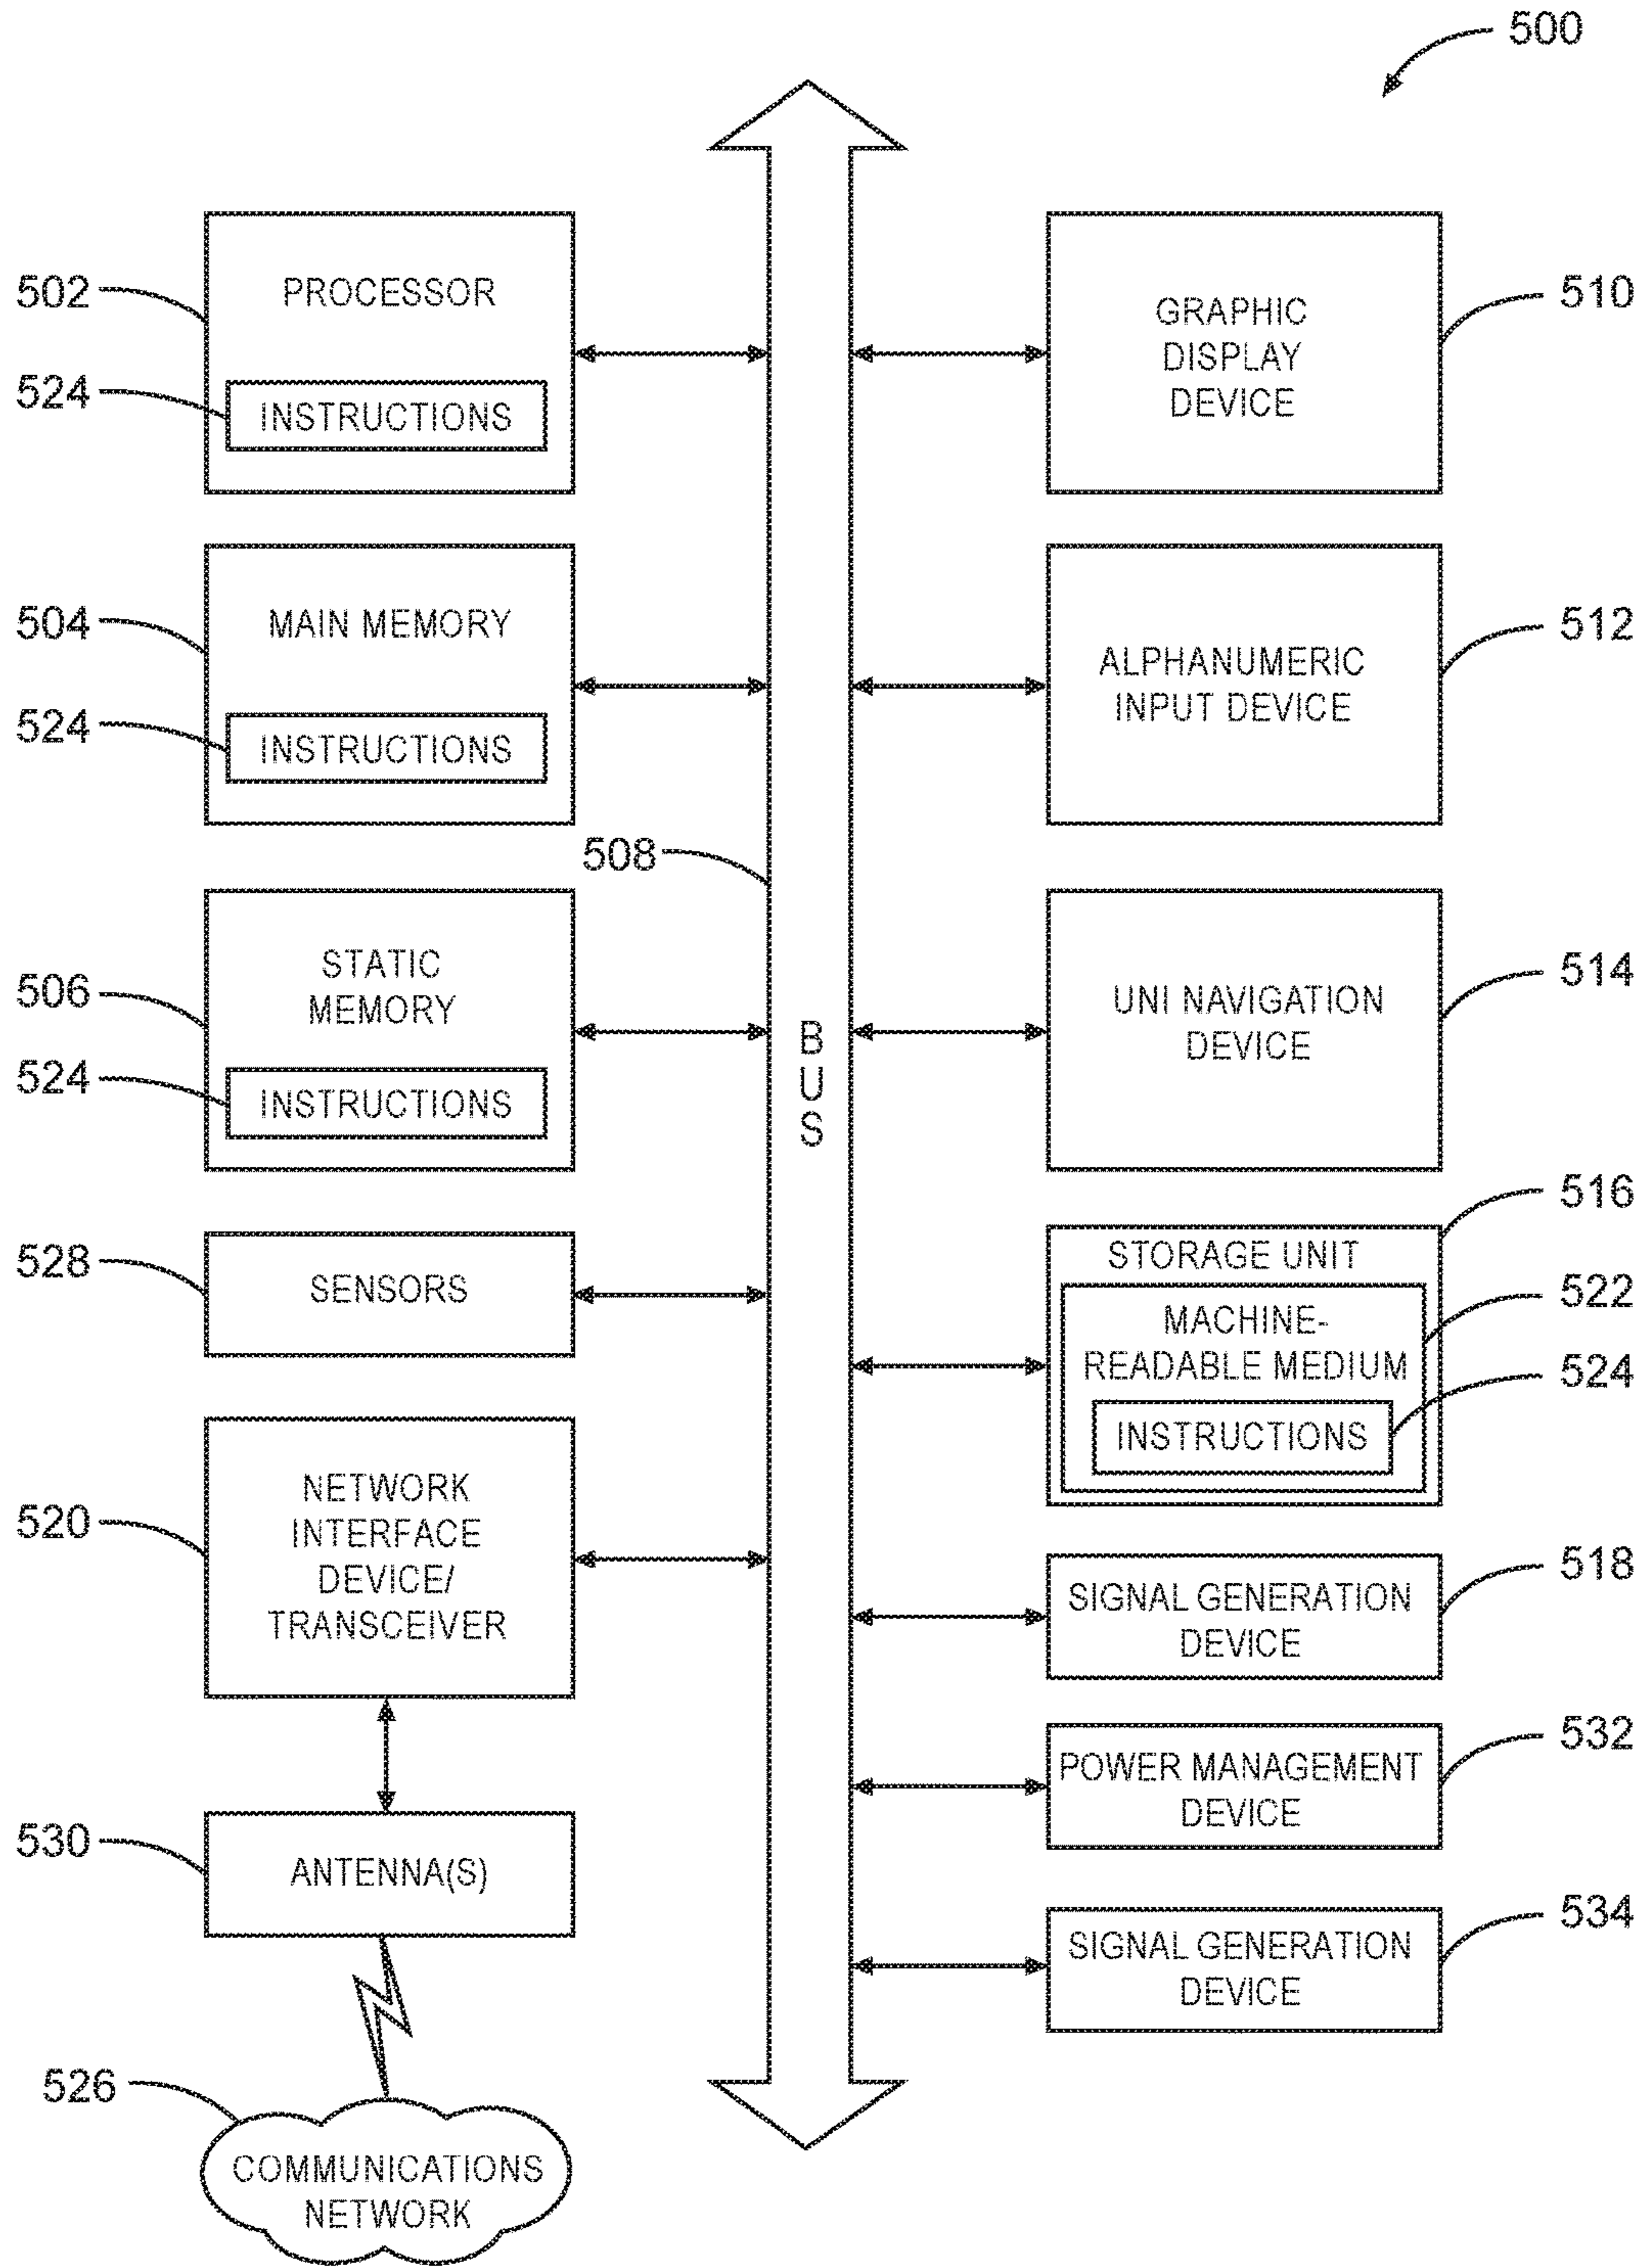 500
502
PROCESSOR
524
INSTRUCTIONS
504
MAIN MEMORY
524
INSTRUCTIONS
508
506
STATIC
MEMORY
524
INSTRUCTIONS
528
SENSORS
520
NETWORK
INTERFACE
DEVICE/
TRANSCEIVER
530
ANTENNA(S)
526
COMMUNICATIONS
NETWORK
B
U
S
510
GRAPHIC
DISPLAY
DEVICE
512
ALPHANUMERIC
INPUT DEVICE
514
UNI NAVIGATION
DEVICE
516
STORAGE UNIT
522
MACHINE-
READABLE MEDIUM
524
INSTRUCTIONS
518
SIGNAL GENERATION
DEVICE
532
POWER MANAGEMENT
DEVICE
534
SIGNAL GENERATION
DEVICE